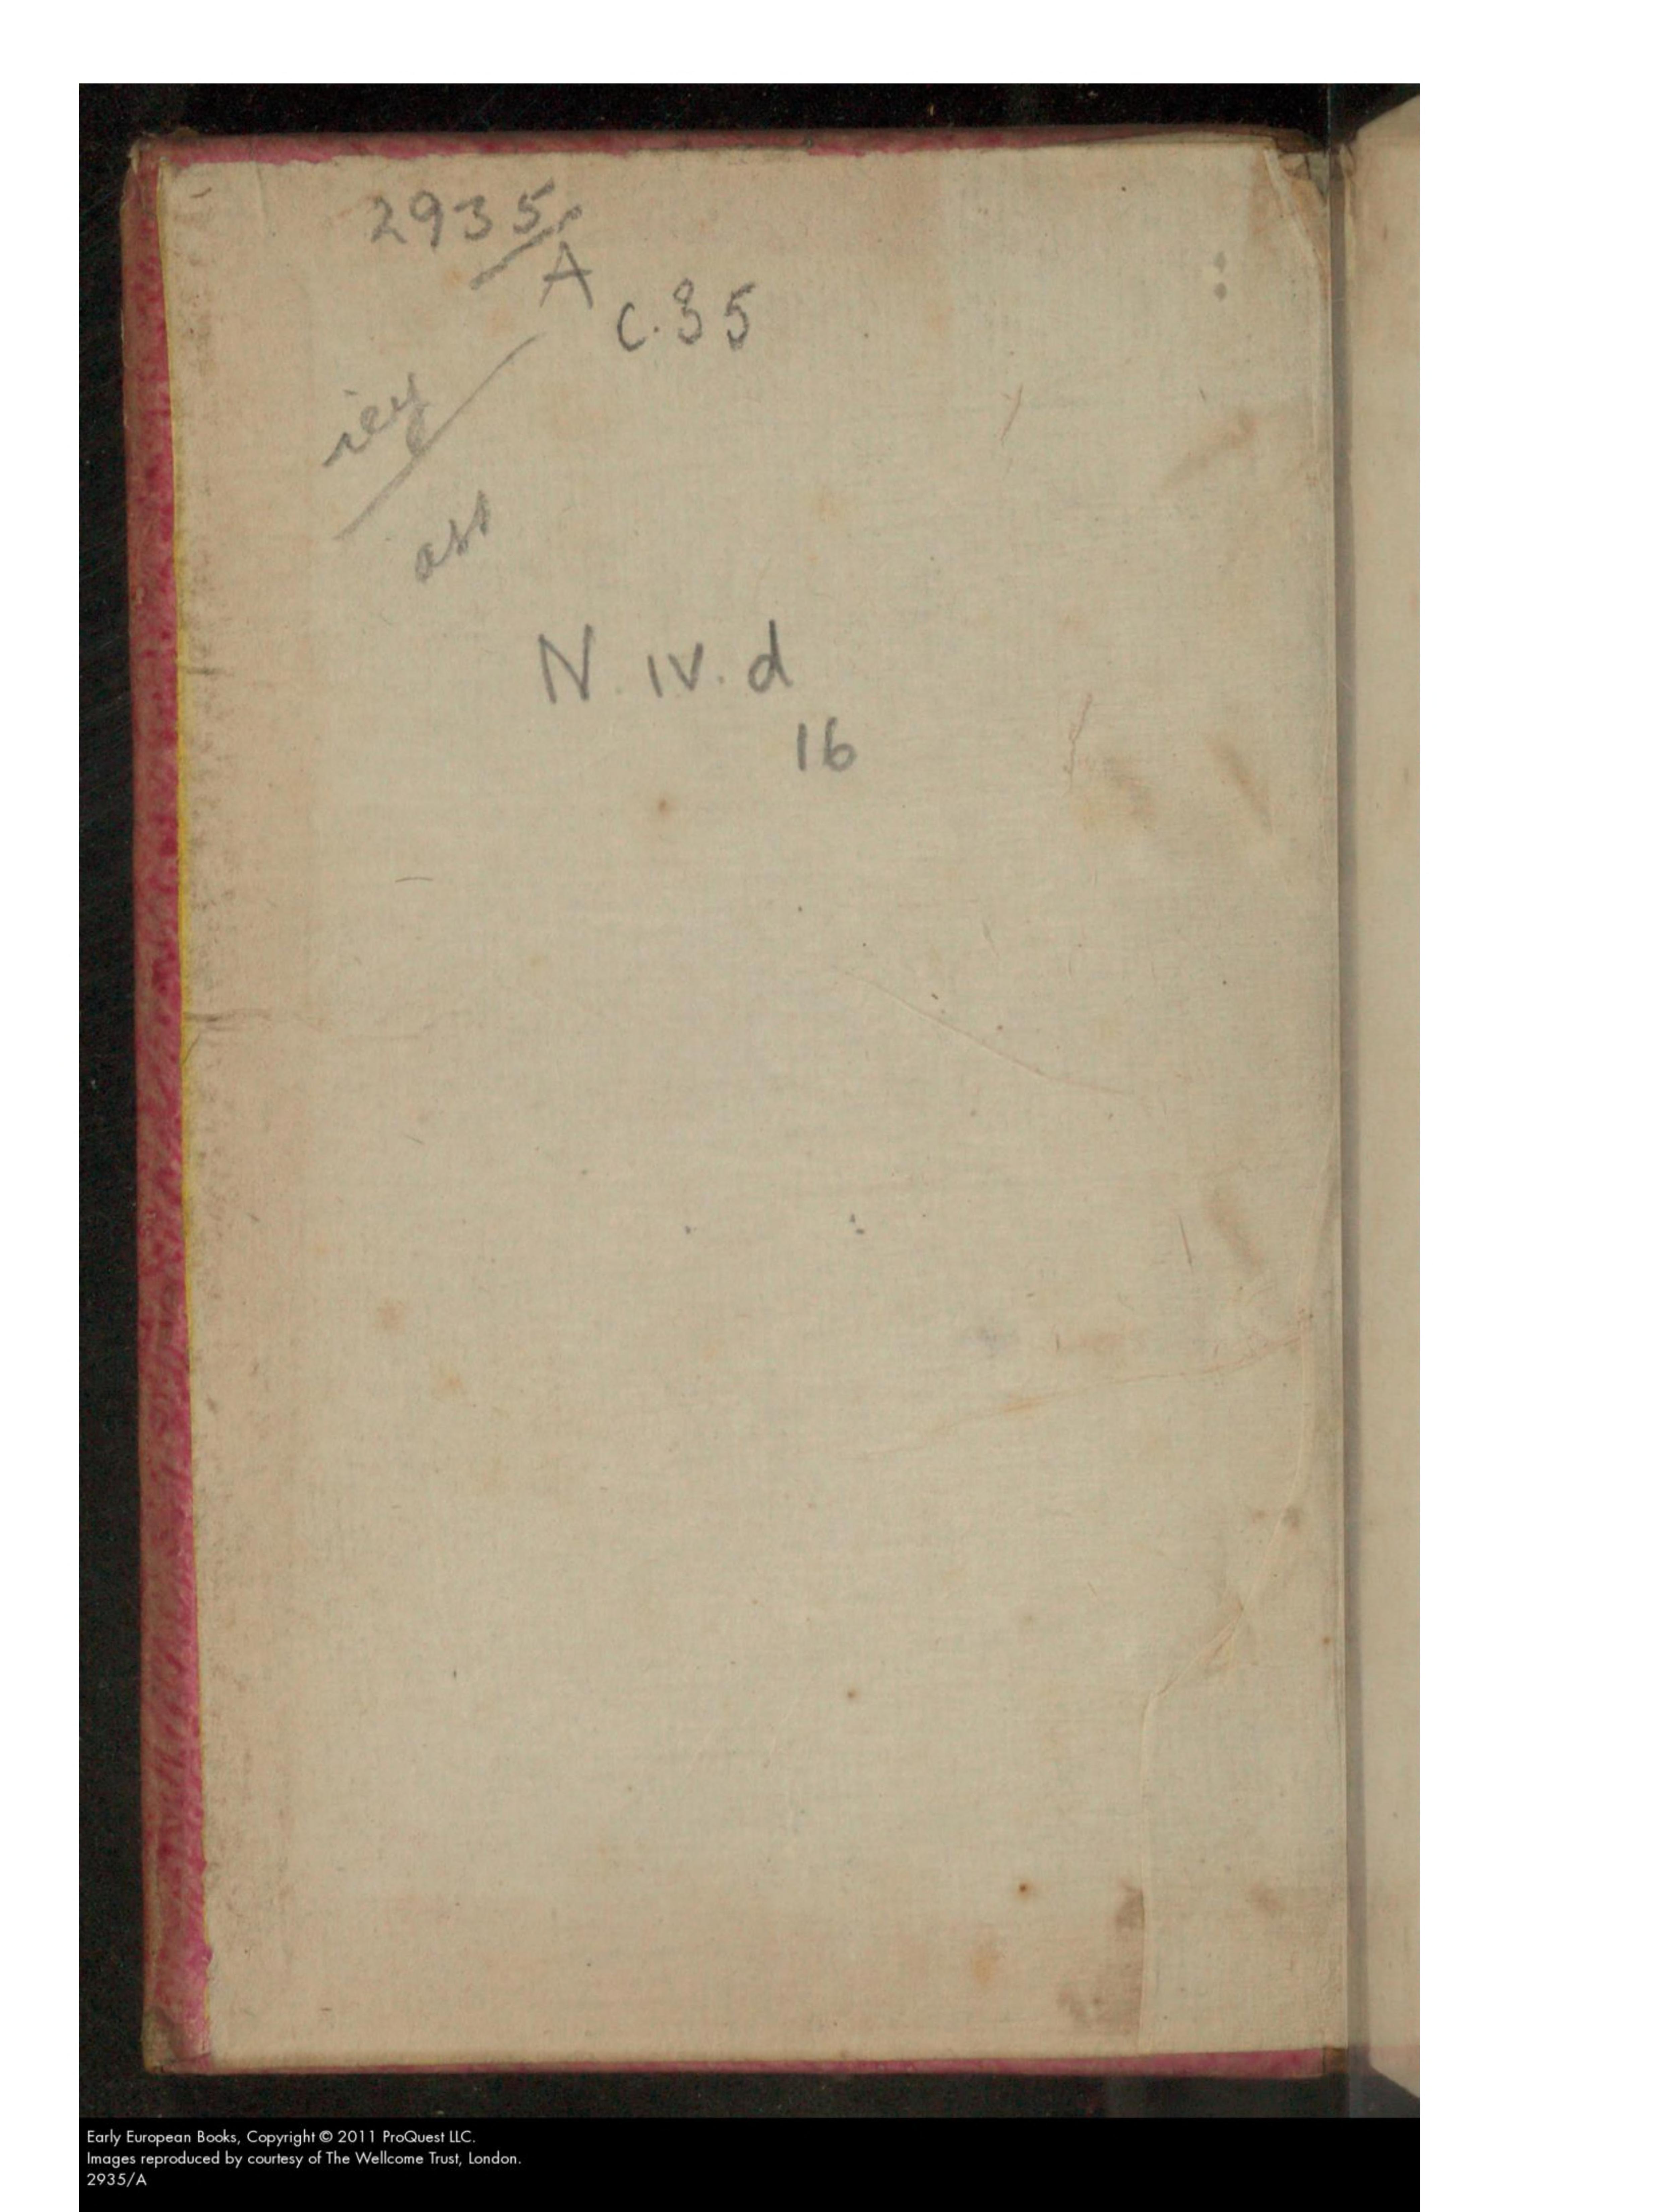 2935/
A
C.35
N. IV. d
16
Early European Books, Copyright © 2011 ProQuest LLC.
Images reproduced by courtesy of The Wellcome Trust, London.
2935/A